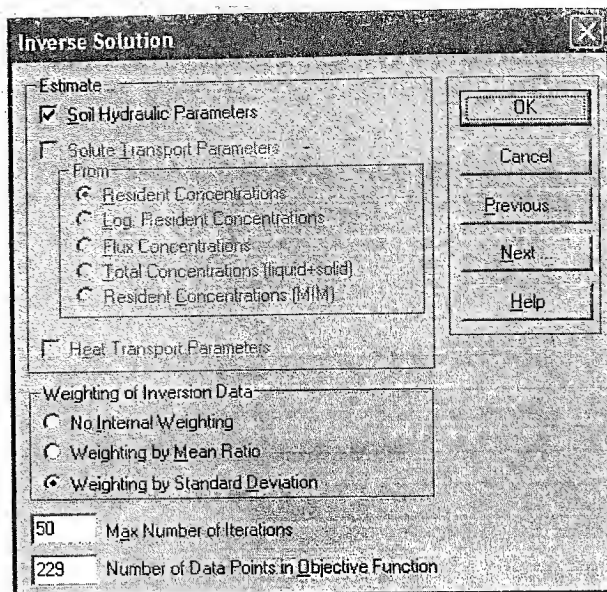 Inverse Solution
Estimate ...
Soil Hydraulic Parameters
Solute Transport Parameters
From
Resident Concentrations
Log. Resident Concentrations
Flux Concentrations
Total Concentrations (liquid+solid)
Resident Concentrations (MIM)
Heat Transport Parameters
Weighting of Inversion Data
No Internal Weighting
Weighting by Mean Ratio
Weighting by Standard Deviation
50 Max Number of Iterations
229 Number of Data Points in Objective Function
OK
Cancel
Previous ...
Next ...
Help